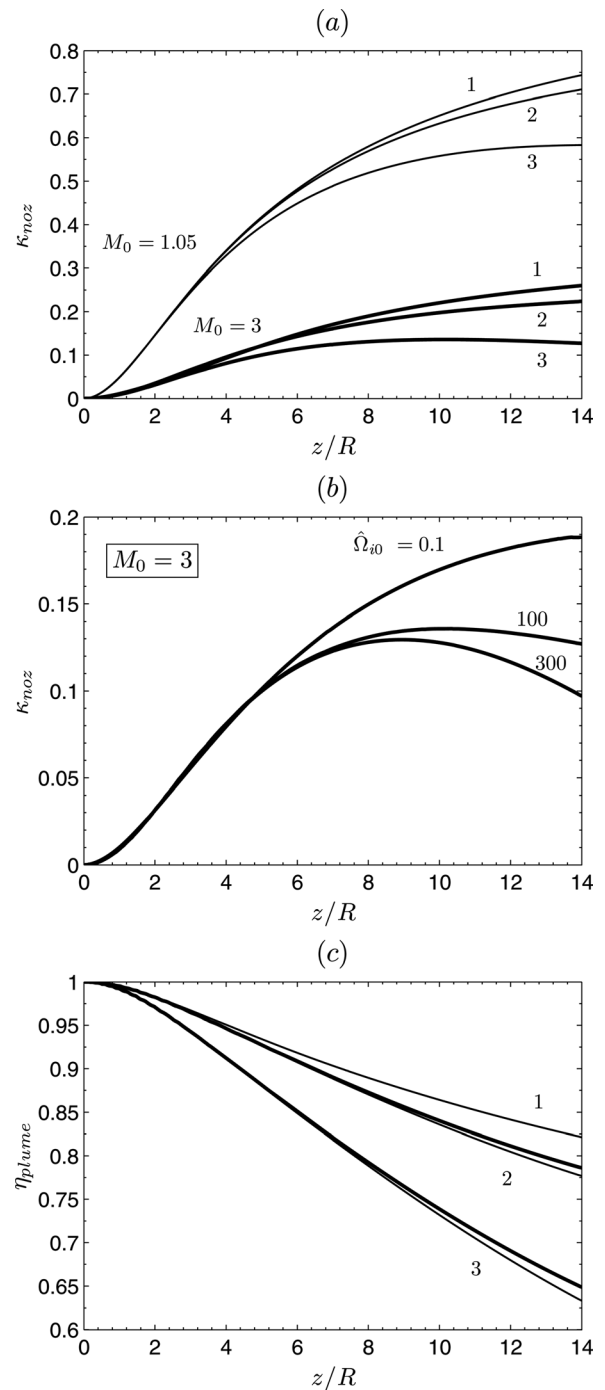 (a)
0.8
0.7
0.6
0.5
0.4
0.3
0.2
0.1
0
κnoz
M0 = 1.05
M0 = 3
1
2
3
1
2
3
0 2 4 6 8 10 12 14
z/R
(b)
0.2
0.15
0.1
0.05
0
κnoz
M0 = 3
Ω̂i0 = 0.1
100
300
0 2 4 6 8 10 12 14
z/R
(c)
1
0.95
0.9
0.85
0.8
0.75
0.7
0.65
0.6
ηplume
1
2
3
0 2 4 6 8 10 12 14
z/R